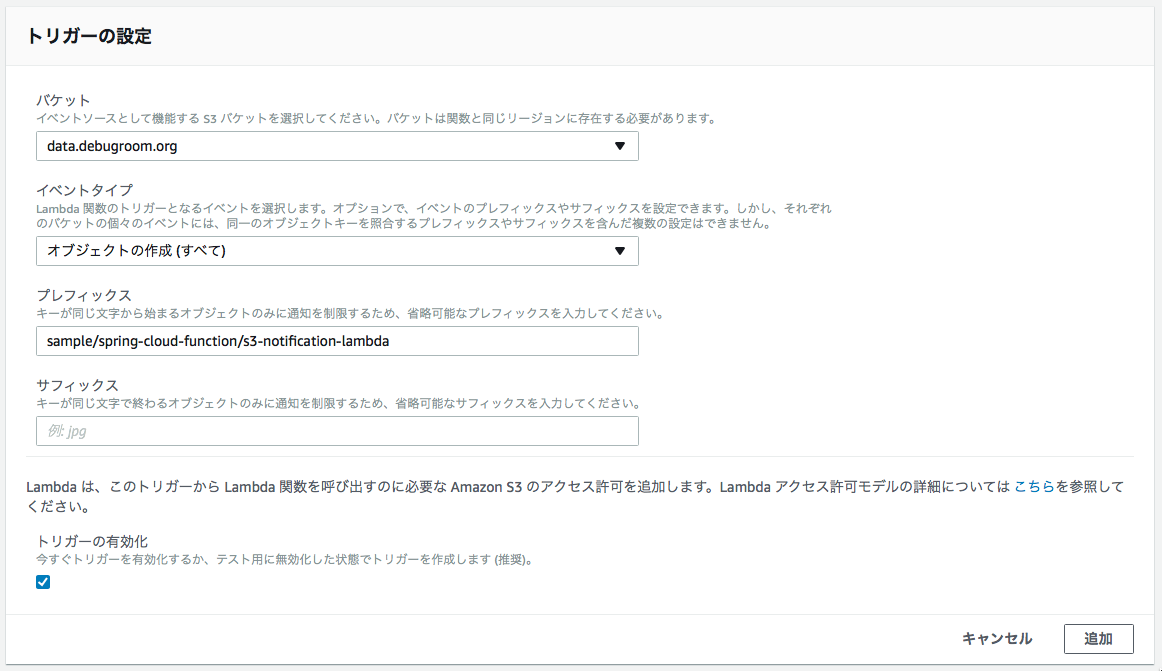 トリガーの設定
バケット
イベントソースとして機能する S3 バケットを選択してください。バケットは関数と同じリージョンに存在する必要があります。
data.debugroom.org
イベントタイプ
Lambda 関数のトリガーとなるイベントを選択します。オプションで、イベントのプレフィックスやサフィックスを設定できます。しかし、それぞれ
のバケットの個々のイベントには、同一のオブジェクトキーを照合するプレフィックスやサフィックスを含んだ複数の設定はできません。
オブジェクトの作成 (すべて)
プレフィックス
キーが同じ文字から始まるオブジェクトのみに通知を制限するため、省略可能なプレフィックスを入力してください。
sample/spring-cloud-function/s3-notification-lambda
サフィックス
キーが同じ文字で終わるオブジェクトのみに通知を制限するため、省略可能なサフィックスを入力してください。
例: jpg
Lambda は、このトリガーから Lambda 関数を呼び出すのに必要な Amazon S3 のアクセス許可を追加します。Lambda アクセス許可モデルの詳細については こちらを参照して
ください。
トリガーの有効化
今すぐトリガーを有効化するか、テスト用に無効化した状態でトリガーを作成します (推奨)。
キャンセル 追加